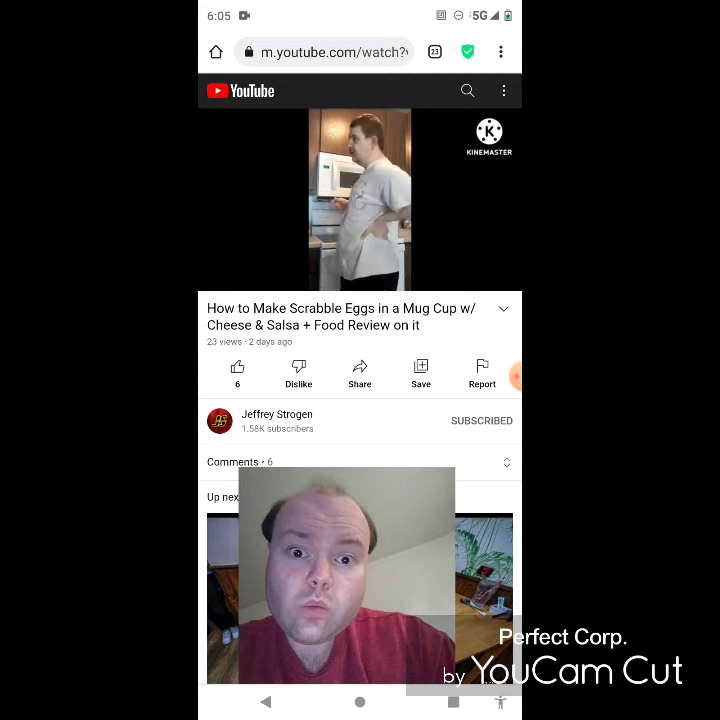 6:05
5G
m.youtube.com/watch?v
23
YouTube
KINEMASTER
How to Make Scrabble Eggs in a Mug Cup w/
Cheese & Salsa + Food Review on it
23 views · 2 days ago
6
Dislike
Share
Save
Report
Jeffrey Strogen
1.58K subscribers
SUBSCRIBED
Comments • 6
Up nex
Perfect Corp.
by YouCam Cut